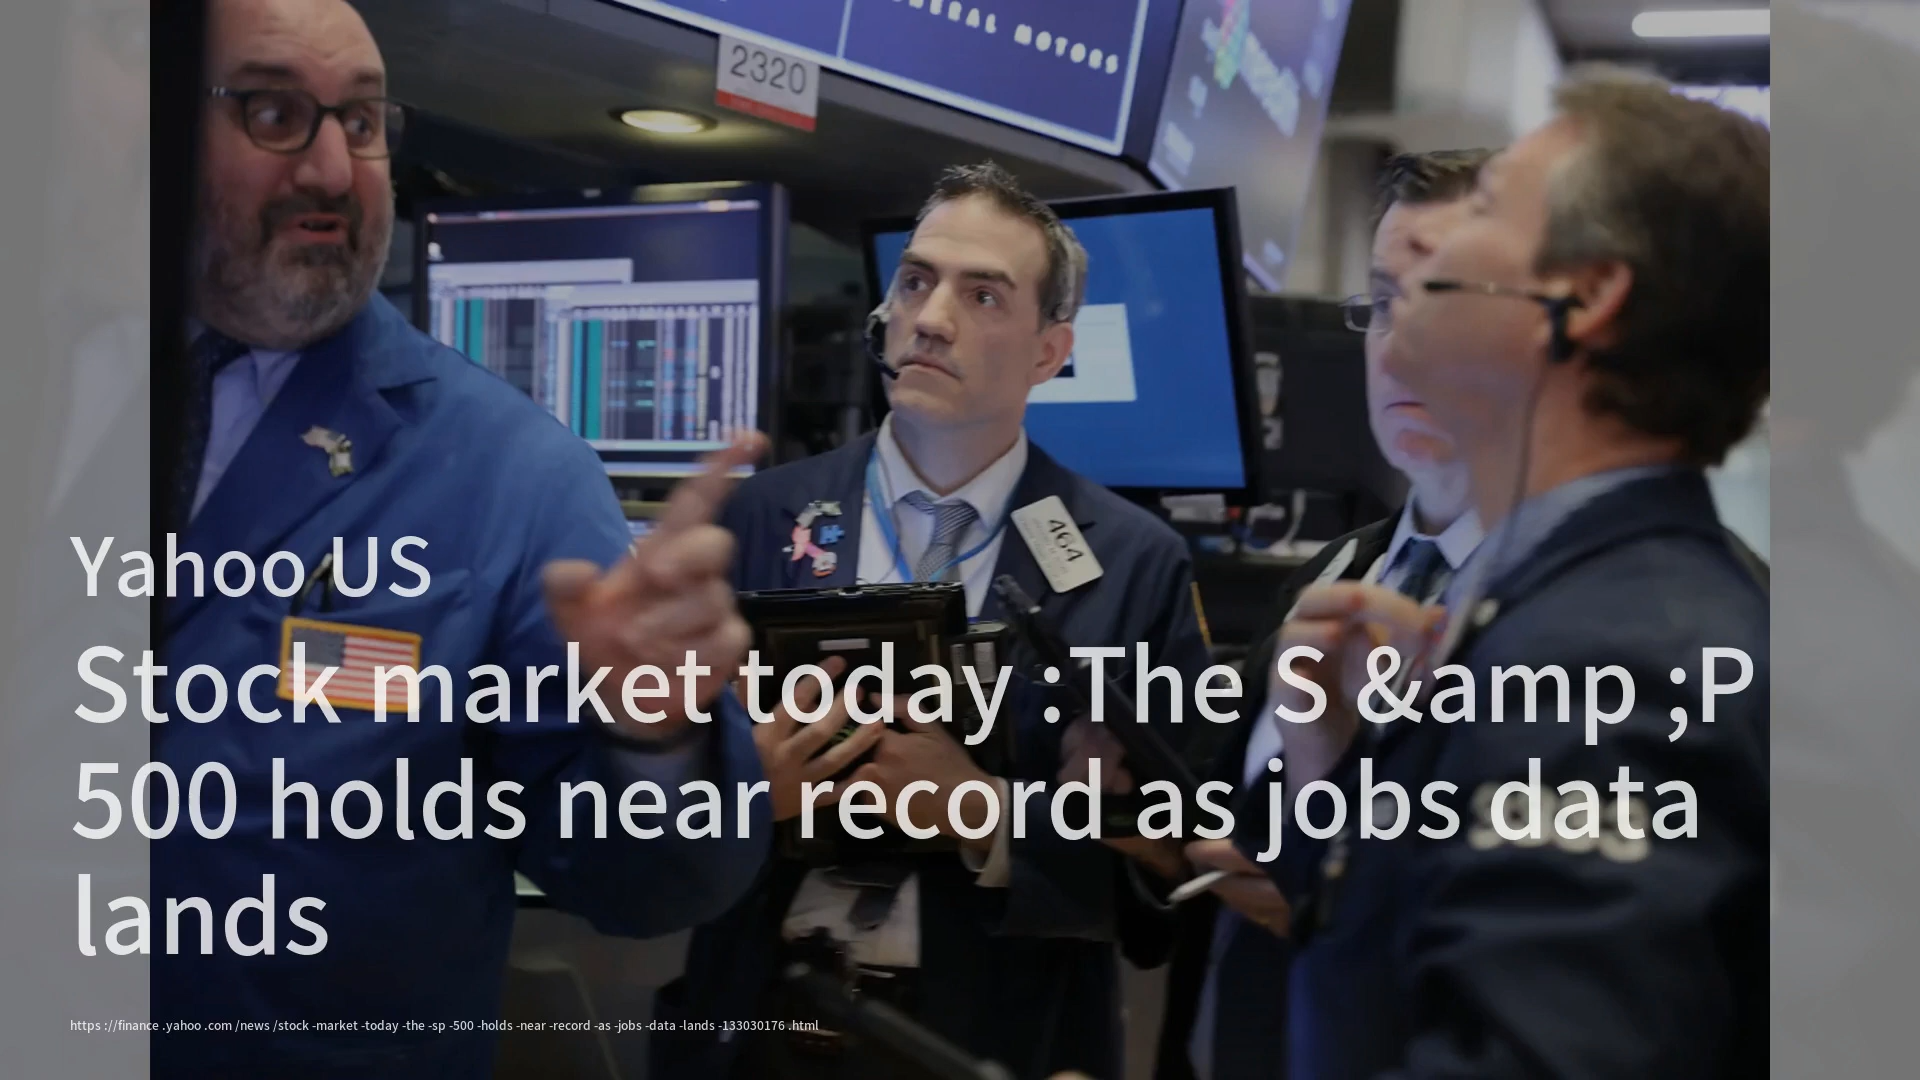 GENERAL MOTORS
2320
464
Yahoo US
Stock market today :The S &amp ;P
500 holds near record as jobs data
lands
https ://finance .yahoo .com /news /stock -market -today -the -sp -500 -holds -near -record -as -jobs -data -lands -133030176 .html